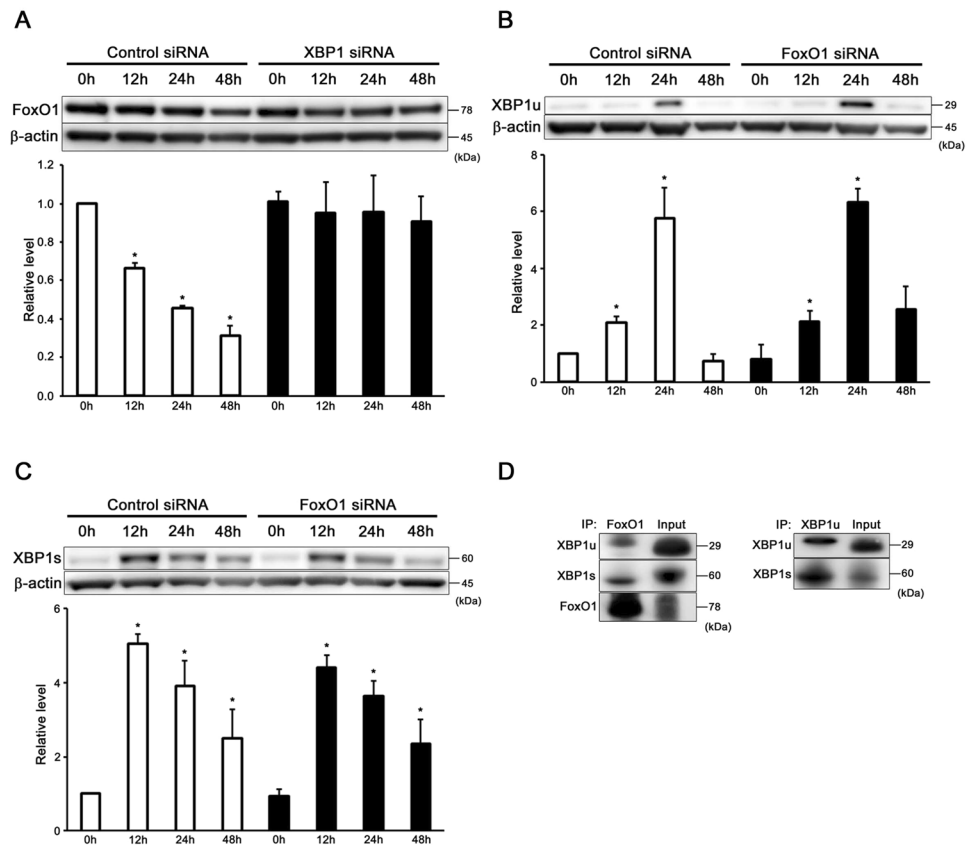 A
Control siRNA XBP1 siRNA
0h 12h 24h 48h 0h 12h 24h 48h
FoxO1 78
β-actin 45
(kDa)
Relative level
1.2
1.0
0.8
0.6
0.4
0.2
0.0
0h 12h 24h 48h 0h 12h 24h 48h
* * *
B
Control siRNA FoxO1 siRNA
0h 12h 24h 48h 0h 12h 24h 48h
XBP1u 29
β-actin 45
(kDa)
Relative level
8
6
4
2
0
0h 12h 24h 48h 0h 12h 24h 48h
* * * *
C
Control siRNA FoxO1 siRNA
0h 12h 24h 48h 0h 12h 24h 48h
XBP1s 60
β-actin 45
(kDa)
Relative level
6
4
2
0
0h 12h 24h 48h 0h 12h 24h 48h
* * * * * *
D
IP: FoxO1 Input
XBP1u 29
XBP1s 60
FoxO1 78
(kDa)
IP: XBP1u Input
XBP1u 29
XBP1s 60
(kDa)